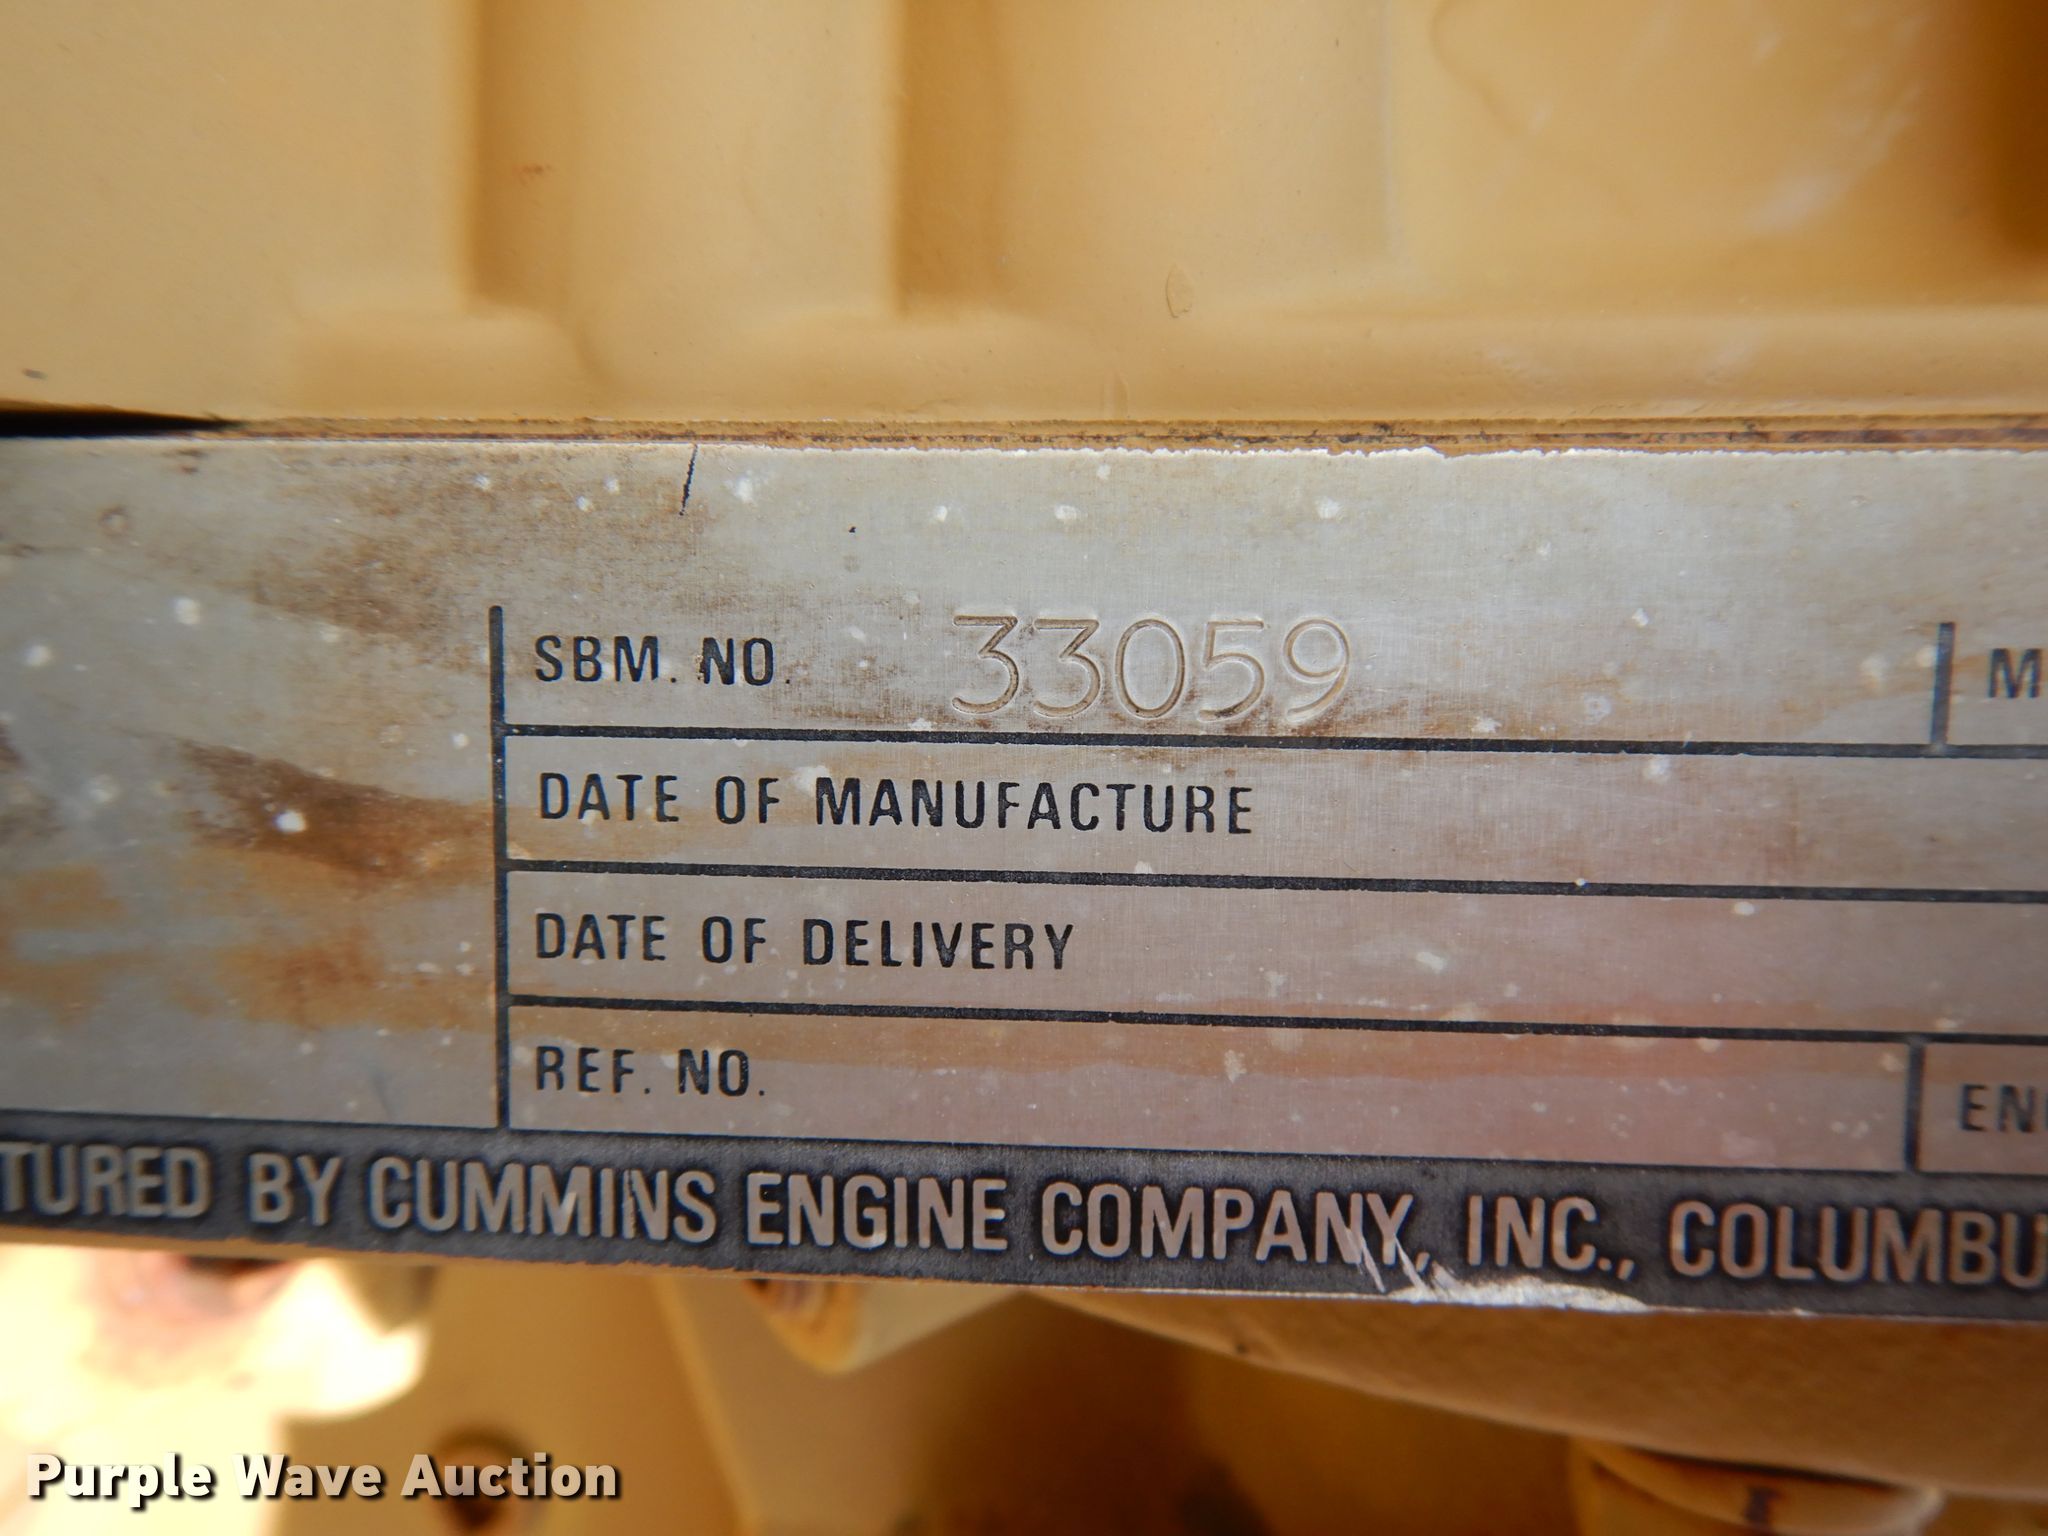 SBM. NO. 33059 M
DATE OF MANUFACTURE
DATE OF DELIVERY
REF. NO. EN
TURED BY CUMMINS ENGINE COMPANY, INC., COLUMBU
Purple Wave Auction